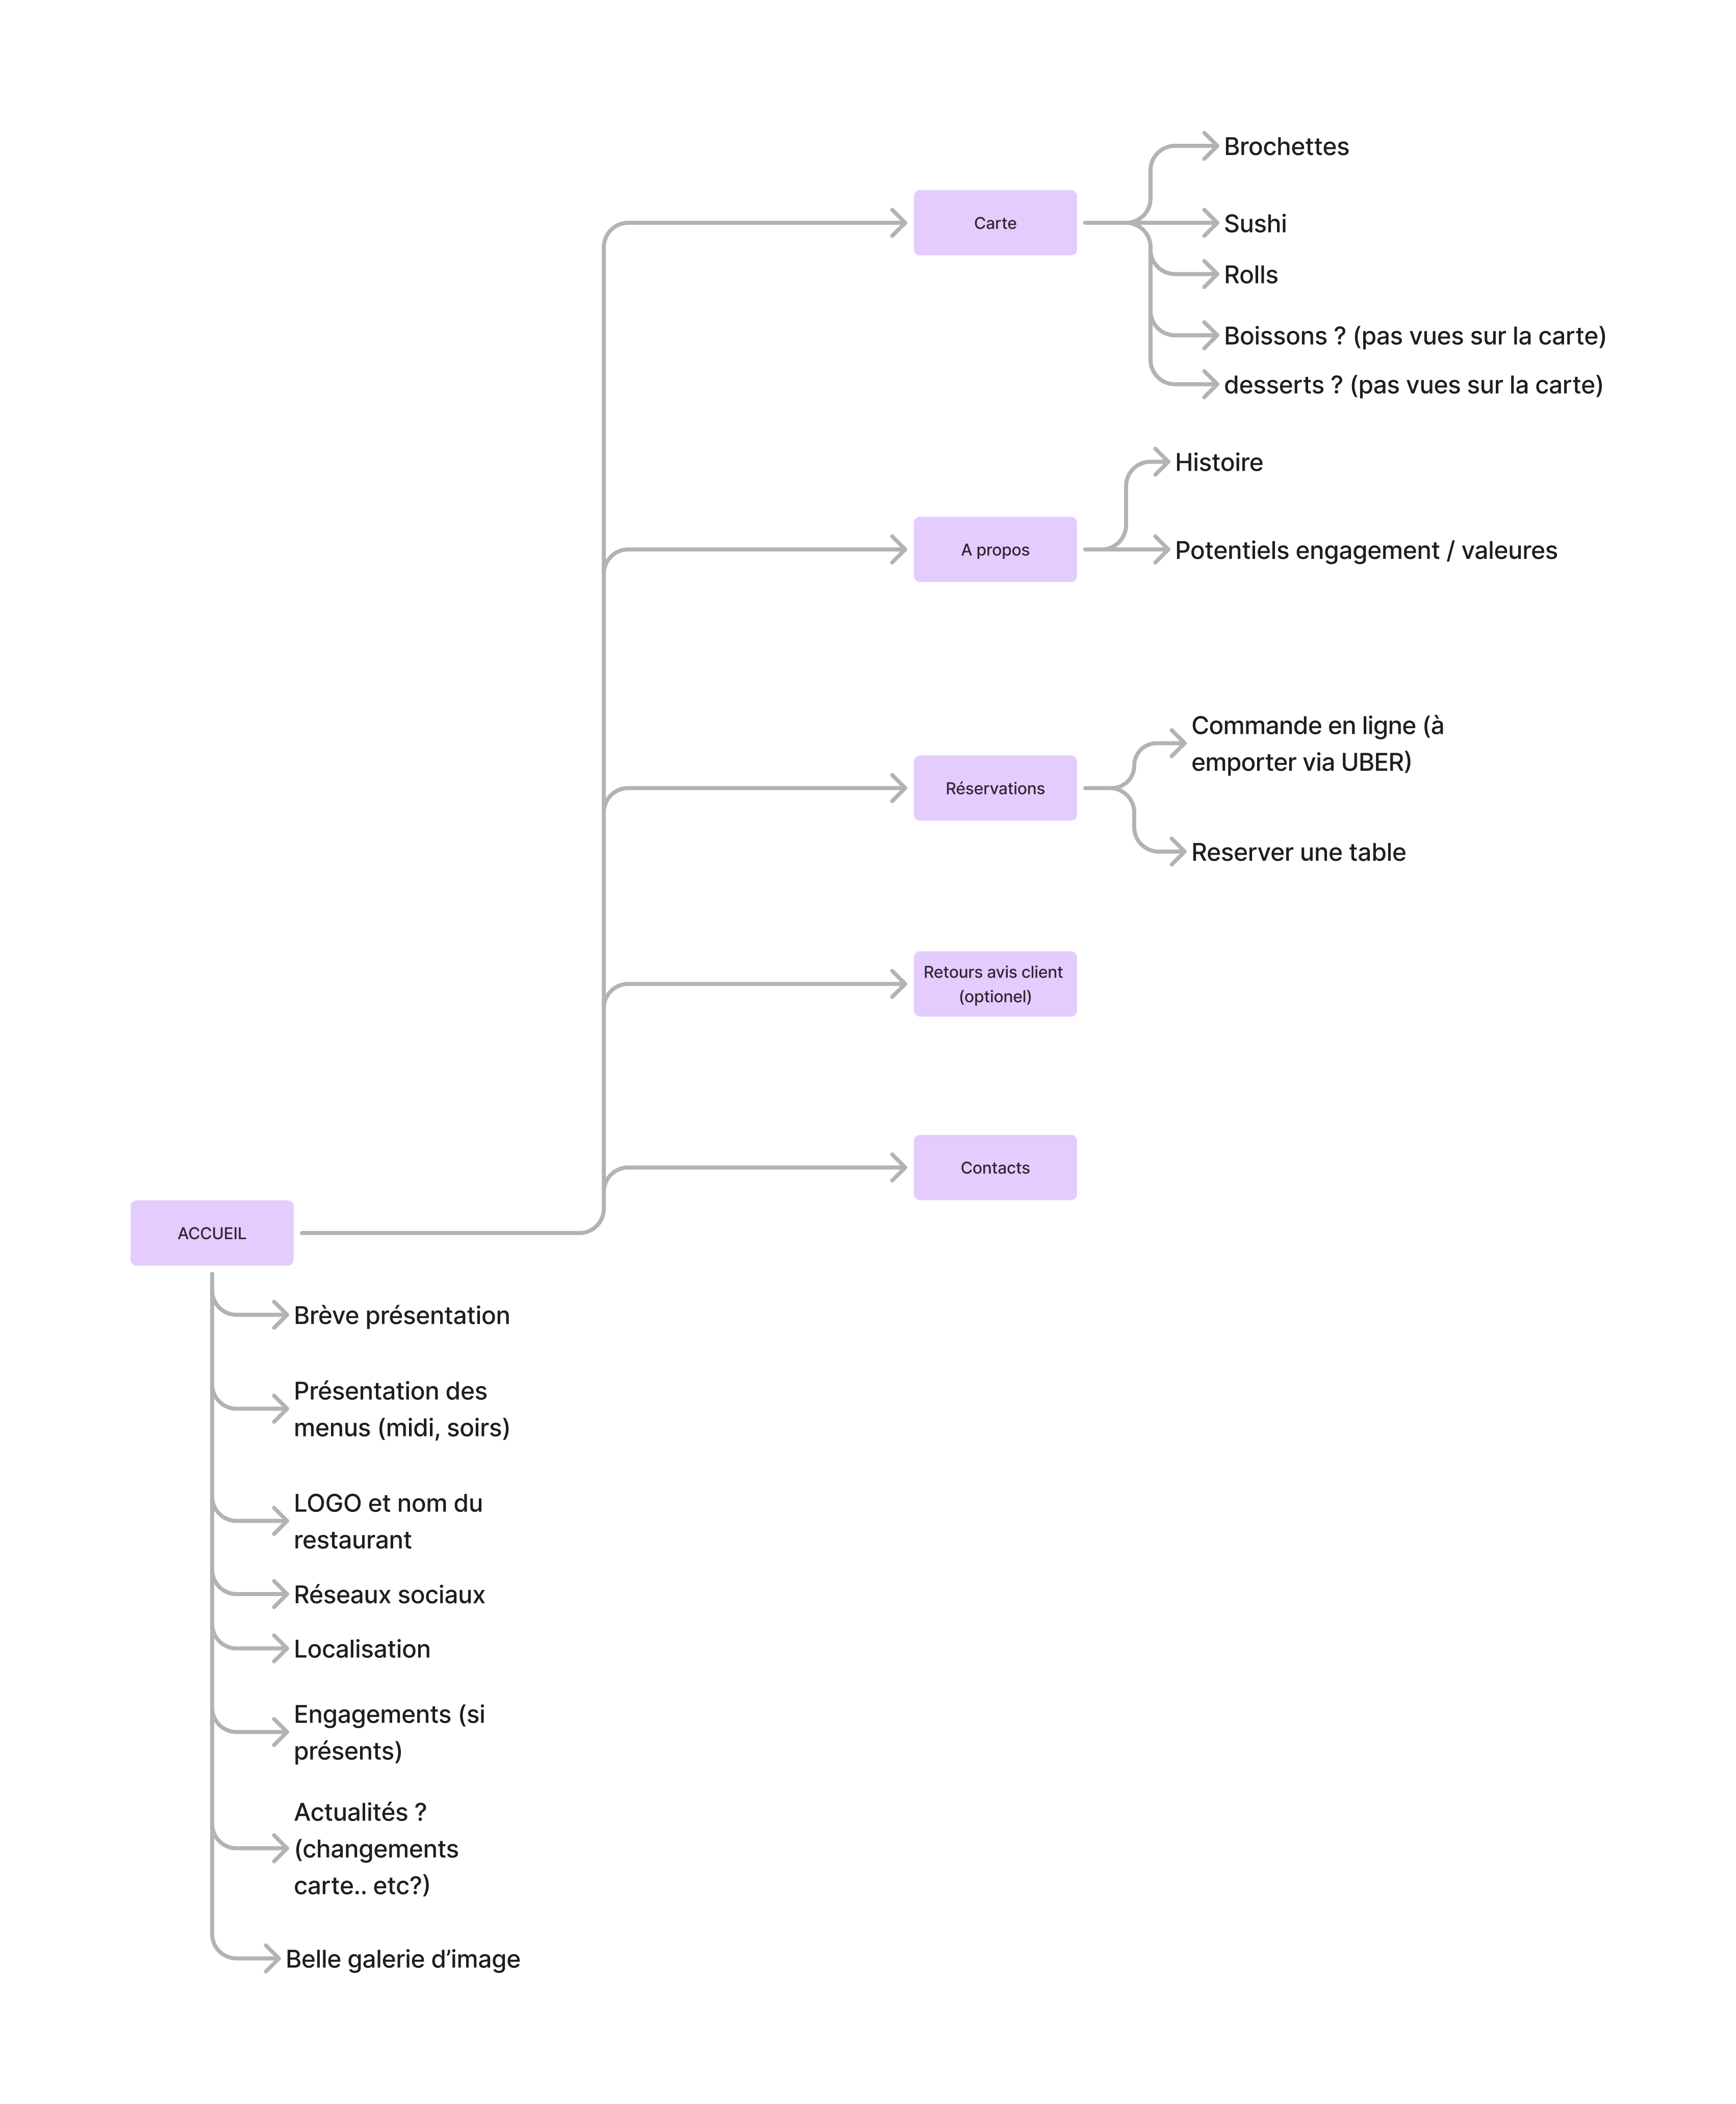 Brochettes
Carte
Sushi
Rolls
Boissons ? (pas vues sur la carte)
desserts ? (pas vues sur la carte)
Histoire
A propos
Potentiels engagement / valeures
Commande en ligne (à
emporter via UBER)
Réservations
Reserver une table
Retours avis client
(optionel)
Contacts
ACCUEIL
Brève présentation
Présentation des
menus (midi, soirs)
LOGO et nom du
restaurant
Réseaux sociaux
Localisation
Engagements (si
présents)
Actualités ?
(changements
carte.. etc?)
Belle galerie d’image